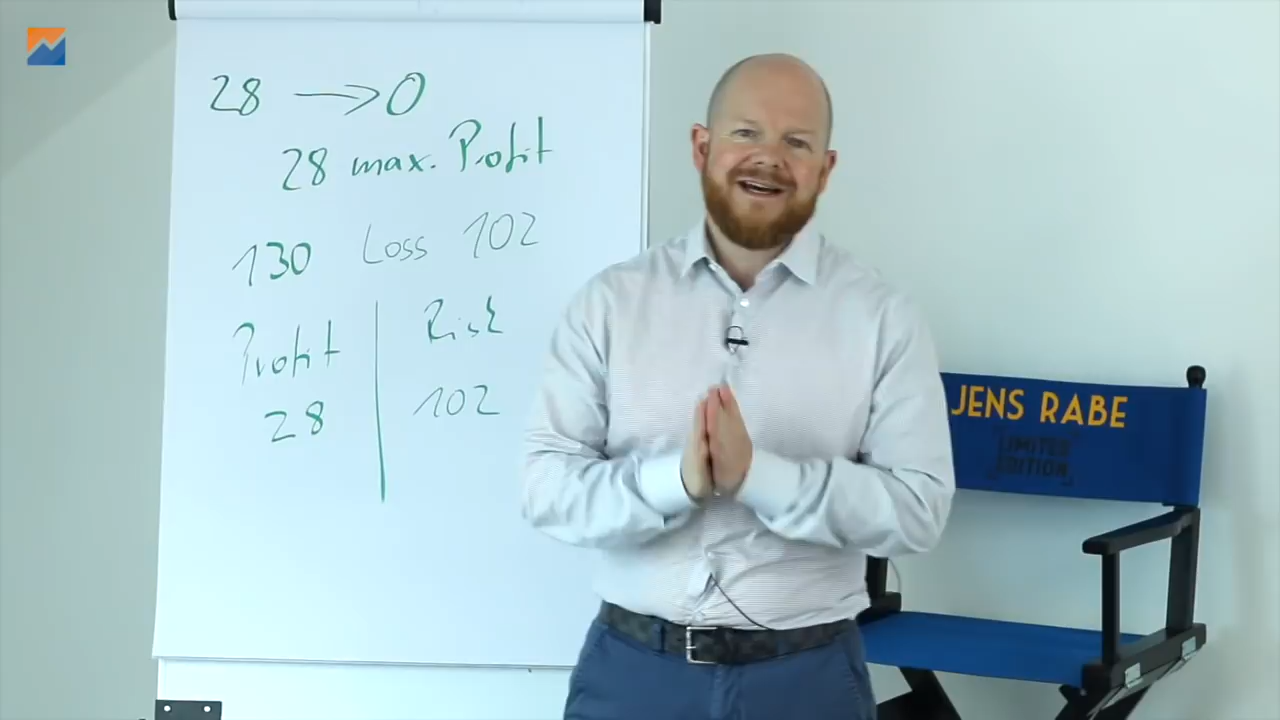 28 → 0
28 max. Profit
130 Loss 102
Profit Risk
28 102
JENS RABE
LIMITED
EDITION